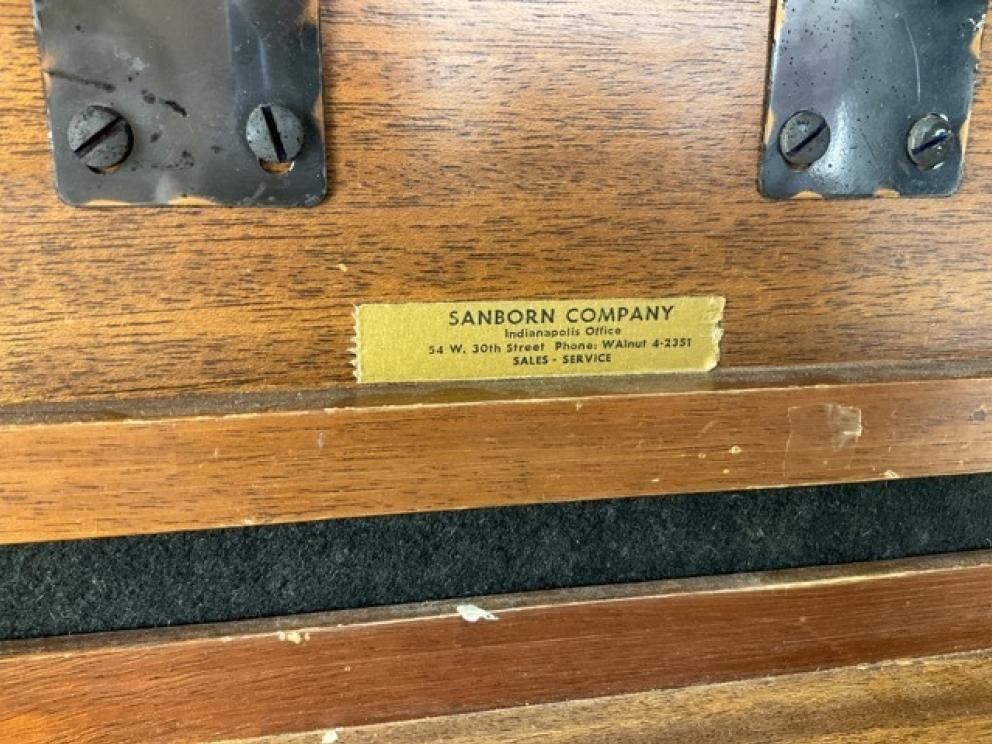 SANBORN COMPANY
Indianapolis Office
54 W. 30th Street Phone: WAlnut 4-2351
SALES - SERVICE